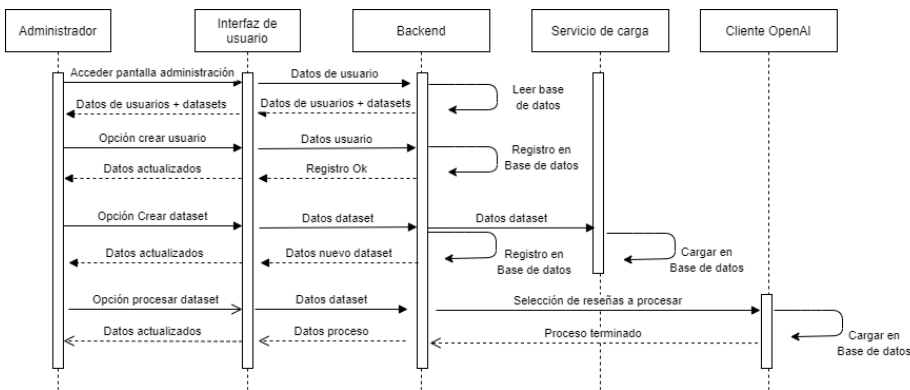 Administrador
Interfaz de
usuario
Backend
Servicio de carga
Cliente OpenAI
Acceder pantalla administración
Datos de usuario
Leer base
de datos
Datos de usuarios + datasets
Datos de usuarios + datasets
Opción crear usuario
Datos usuario
Registro en
Base de datos
Datos actualizados
Registro Ok
Opción Crear dataset
Datos dataset
Datos dataset
Registro en
Base de datos
Cargar en
Base de datos
Datos actualizados
Datos nuevo dataset
Opción procesar dataset
Datos dataset
Selección de reseñas a procesar
Cargar en
Base de datos
Datos actualizados
Datos proceso
Proceso terminado